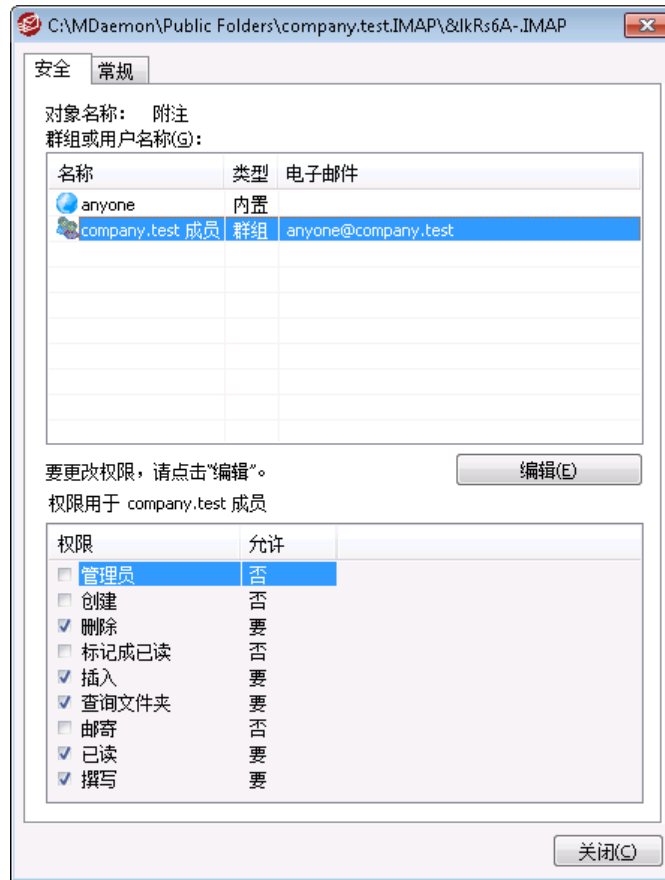 C:\MDaemon\Public Folders\company.test.IMAP\&UkRs6A-.IMAP
安全 常规
对象名称： 附注
群组或用户名称(G)：
名称 类型 电子邮件
anyone 内置
company.test 成员 群组 anyone@company.test
要更改权限，请点击"编辑"。 编辑(E)
权限用于 company.test 成员
权限 允许
管理员 否
创建 否
删除 要
标记成已读 否
插入 要
查询文件夹 要
邮寄 否
已读 要
撰写 要
关闭(C)